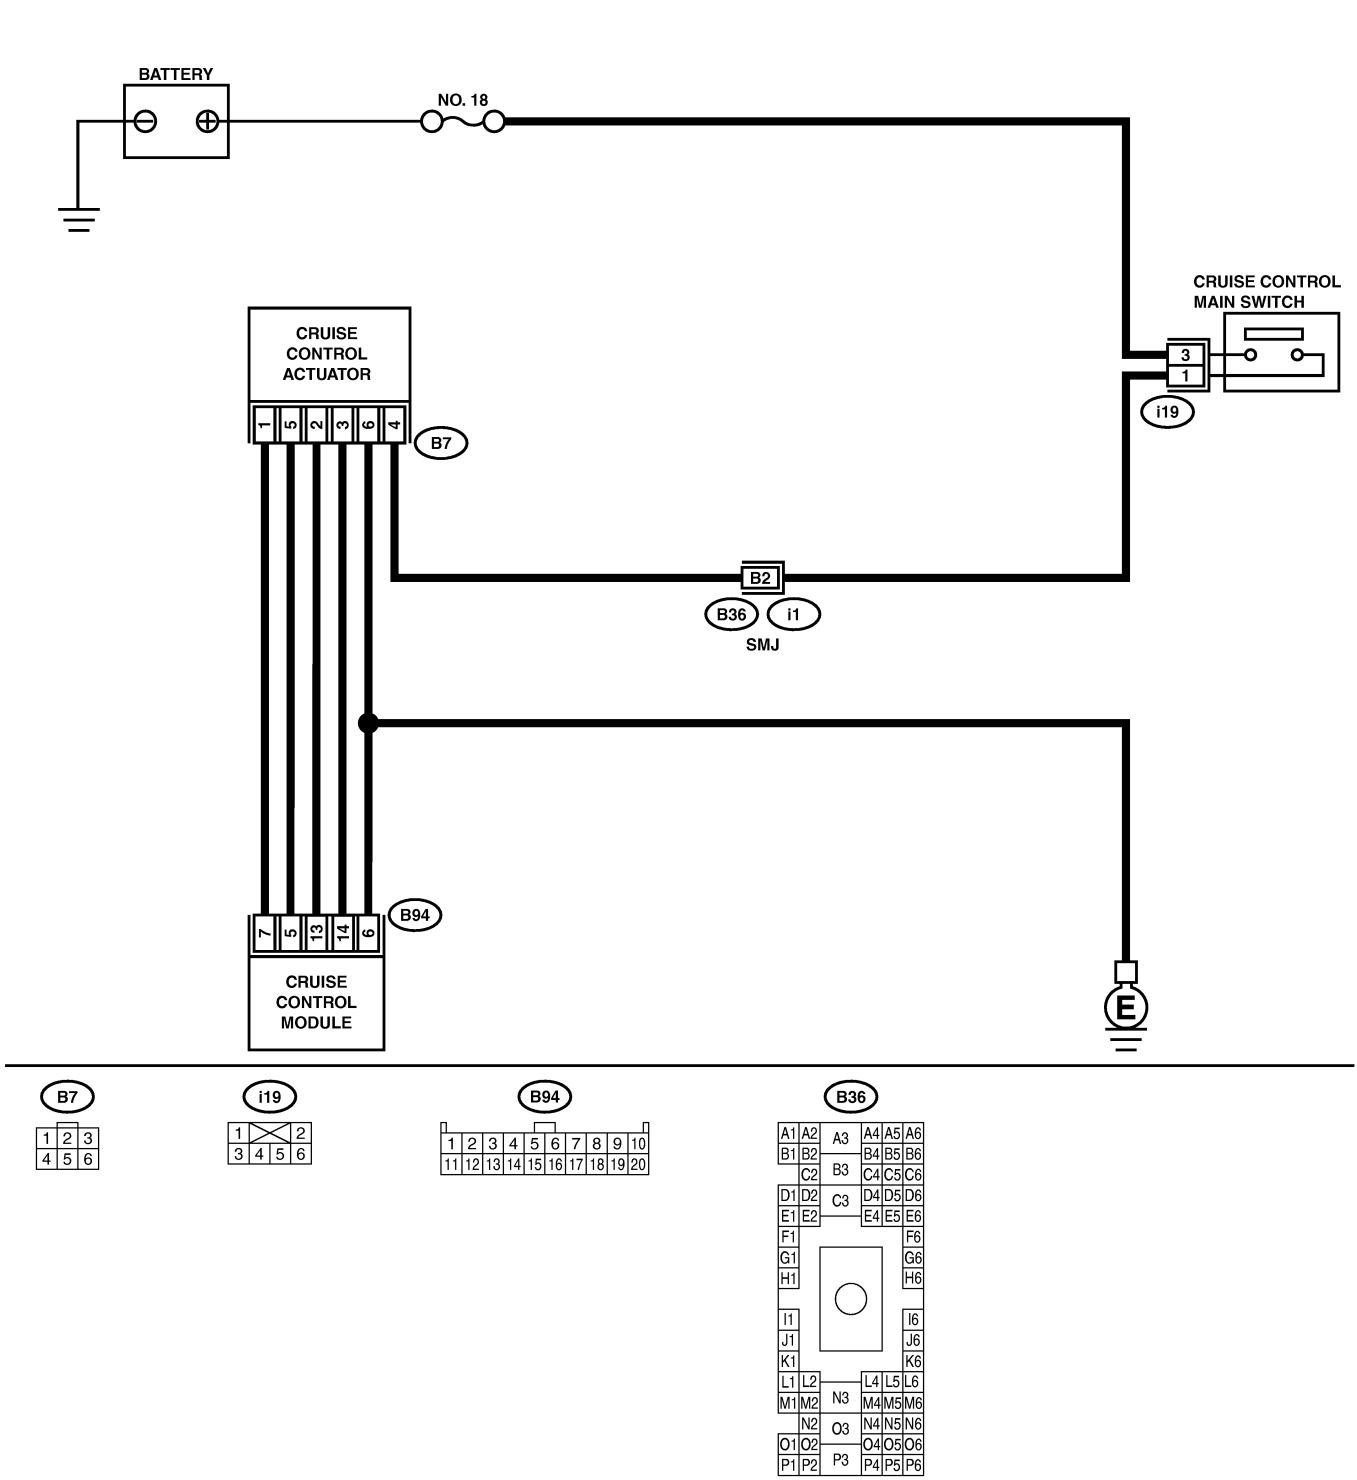 BATTERY
NO. 18
CRUISE CONTROL
MAIN SWITCH
3
1
i19
CRUISE
CONTROL
ACTUATOR
1 5 2 3 6 4
B7
B2
B36 i1
SMJ
B94
7 5 13 14 6
CRUISE
CONTROL
MODULE
E
B7 i19 B94 B36
1 2 3
4 5 6
1 2
3 4 5 6
1 2 3 4 5 6 7 8 9 10
11 12 13 14 15 16 17 18 19 20
A1 A2 A3 A4 A5 A6
B1 B2 B3 B4 B5 B6
C2 C3 C4 C5 C6
D1 D2 D4 D5 D6
E1 E2 E4 E5 E6
F1 F6
G1 G6
H1 H6
I1 I6
J1 J6
K1 K6
L1 L2 L4 L5 L6
M1 M2 N3 M4 M5 M6
N2 O3 N4 N5 N6
O1 O2 O4 O5 O6
P1 P2 P3 P4 P5 P6